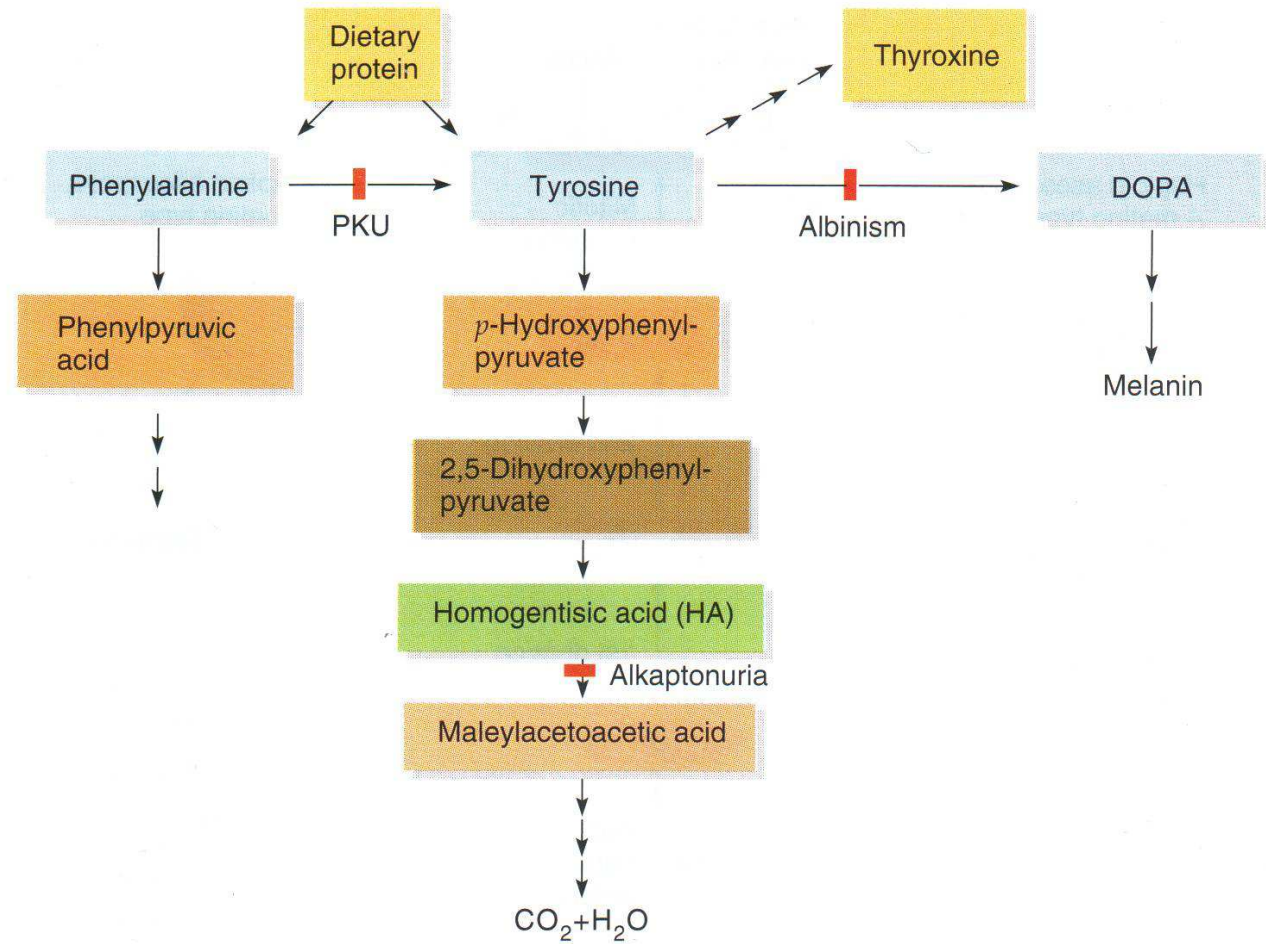 Dietary
protein
Thyroxine
Phenylalanine
Tyrosine
DOPA
PKU
Albinism
Phenylpyruvic
acid
p-Hydroxyphenyl-
pyruvate
Melanin
2,5-Dihydroxyphenyl-
pyruvate
Homogentisic acid (HA)
Alkaptonuria
Maleylacetoacetic acid
CO₂+H₂O